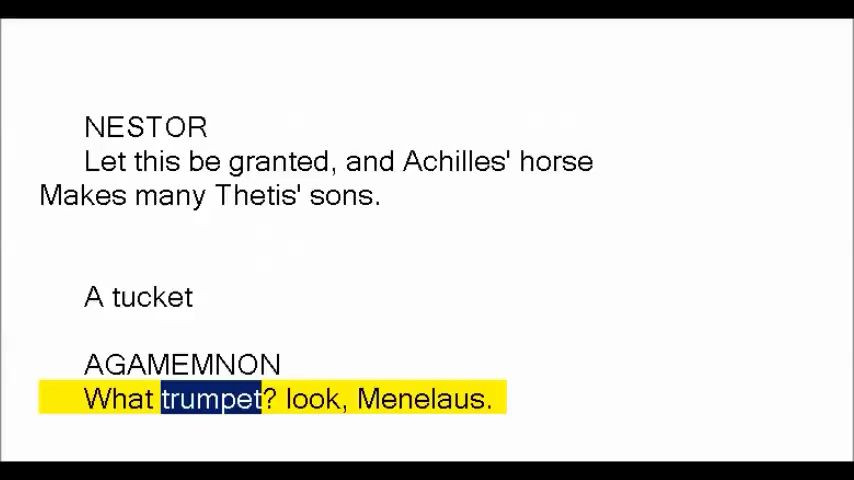 NESTOR
Let this be granted, and Achilles' horse
Makes many Thetis' sons.
A tucket
AGAMEMNON
What trumpet? look, Menelaus.